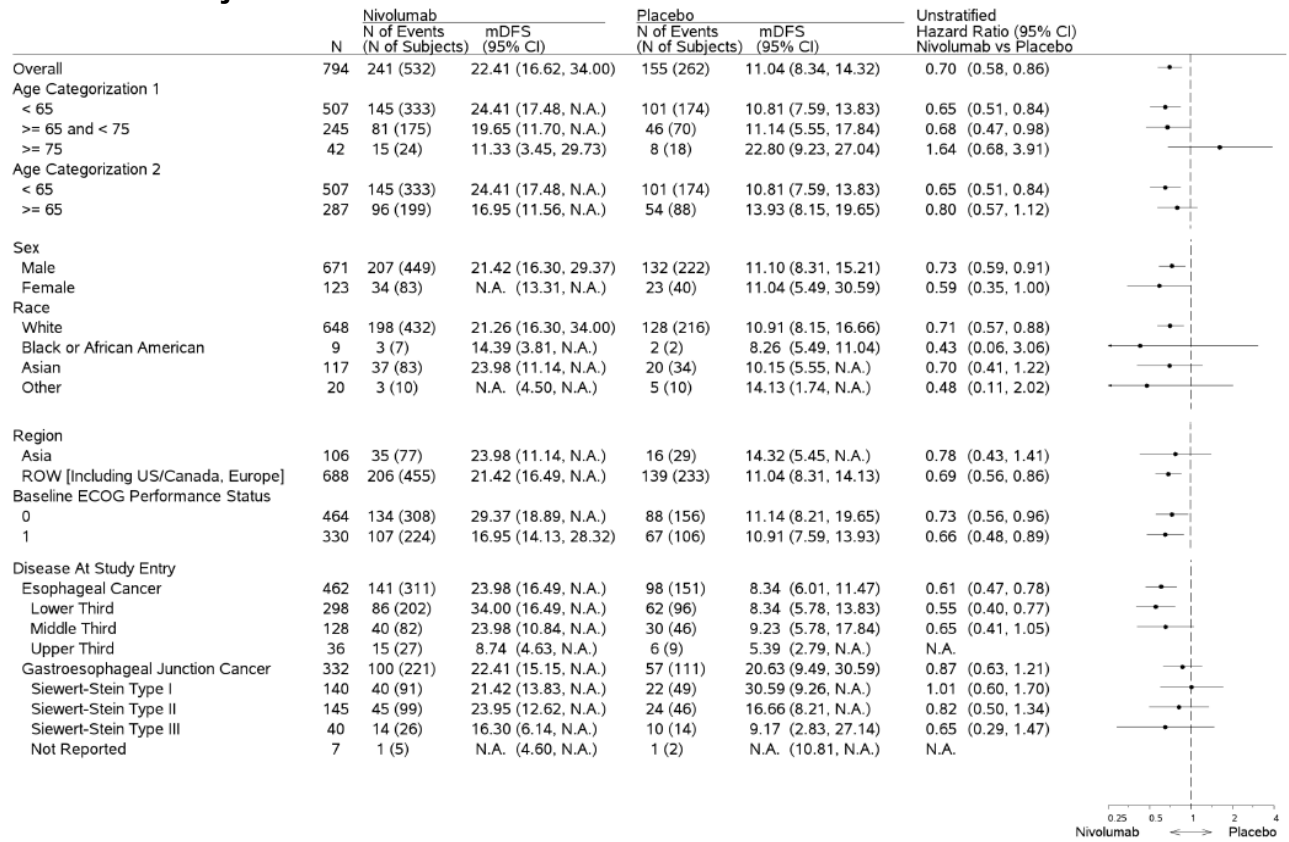 Nivolumab Placebo Unstratified
N of Events mDFS N of Events mDFS Hazard Ratio (95% CI)
N (N of Subjects) (95% CI) (N of Subjects) (95% CI) Nivolumab vs Placebo
Overall 794 241 (532) 22.41 (16.62, 34.00) 155 (262) 11.04 (8.34, 14.32) 0.70 (0.58, 0.86)
Age Categorization 1
< 65 507 145 (333) 24.41 (17.48, N.A.) 101 (174) 10.81 (7.59, 13.83) 0.65 (0.51, 0.84)
>= 65 and < 75 245 81 (175) 19.65 (11.70, N.A.) 46 (70) 11.14 (5.55, 17.84) 0.68 (0.47, 0.98)
>= 75 42 15 (24) 11.33 (3.45, 29.73) 8 (18) 22.80 (9.23, 27.04) 1.64 (0.68, 3.91)
Age Categorization 2
< 65 507 145 (333) 24.41 (17.48, N.A.) 101 (174) 10.81 (7.59, 13.83) 0.65 (0.51, 0.84)
>= 65 287 96 (199) 16.95 (11.56, N.A.) 54 (88) 13.93 (8.15, 19.65) 0.80 (0.57, 1.12)
Sex
Male 671 207 (449) 21.42 (16.30, 29.37) 132 (222) 11.10 (8.31, 15.21) 0.73 (0.59, 0.91)
Female 123 34 (83) N.A. (13.31, N.A.) 23 (40) 11.04 (5.49, 30.59) 0.59 (0.35, 1.00)
Race
White 648 198 (432) 21.26 (16.30, 34.00) 128 (216) 10.91 (8.15, 16.66) 0.71 (0.57, 0.88)
Black or African American 9 3 (7) 14.39 (3.81, N.A.) 2 (2) 8.26 (5.49, 11.04) 0.43 (0.06, 3.06)
Asian 117 37 (83) 23.98 (11.14, N.A.) 20 (34) 10.15 (5.55, N.A.) 0.70 (0.41, 1.22)
Other 20 3 (10) N.A. (4.50, N.A.) 5 (10) 14.13 (1.74, N.A.) 0.48 (0.11, 2.02)
Region
Asia 106 35 (77) 23.98 (11.14, N.A.) 16 (29) 14.32 (5.45, N.A.) 0.78 (0.43, 1.41)
ROW [Including US/Canada, Europe] 688 206 (455) 21.42 (16.49, N.A.) 139 (233) 11.04 (8.31, 14.13) 0.69 (0.56, 0.86)
Baseline ECOG Performance Status
0 464 134 (308) 29.37 (18.89, N.A.) 88 (156) 11.14 (8.21, 19.65) 0.73 (0.56, 0.96)
1 330 107 (224) 16.95 (14.13, 28.32) 67 (106) 10.91 (7.59, 13.93) 0.66 (0.48, 0.89)
Disease At Study Entry
Esophageal Cancer 462 141 (311) 23.98 (16.49, N.A.) 98 (151) 8.34 (6.01, 11.47) 0.61 (0.47, 0.78)
Lower Third 298 86 (202) 34.00 (16.49, N.A.) 62 (96) 8.34 (5.78, 13.83) 0.55 (0.40, 0.77)
Middle Third 128 40 (82) 23.98 (10.84, N.A.) 30 (46) 9.23 (5.78, 17.84) 0.65 (0.41, 1.05)
Upper Third 36 15 (27) 8.74 (4.63, N.A.) 6 (9) 5.39 (2.79, N.A.) N.A.
Gastroesophageal Junction Cancer 332 100 (221) 22.41 (15.15, N.A.) 57 (111) 20.63 (9.49, 30.59) 0.87 (0.63, 1.21)
Siewert-Stein Type I 140 40 (91) 21.42 (13.83, N.A.) 22 (49) 30.59 (9.26, N.A.) 1.01 (0.60, 1.70)
Siewert-Stein Type II 145 45 (99) 23.95 (12.62, N.A.) 24 (46) 16.66 (8.21, N.A.) 0.82 (0.50, 1.34)
Siewert-Stein Type III 40 14 (26) 16.30 (6.14, N.A.) 10 (14) 9.17 (2.83, 27.14) 0.65 (0.29, 1.47)
Not Reported 7 1 (5) N.A. (4.60, N.A.) 1 (2) N.A. (10.81, N.A.) N.A.
0.25 0.5 1 2 4
Nivolumab <—> Placebo